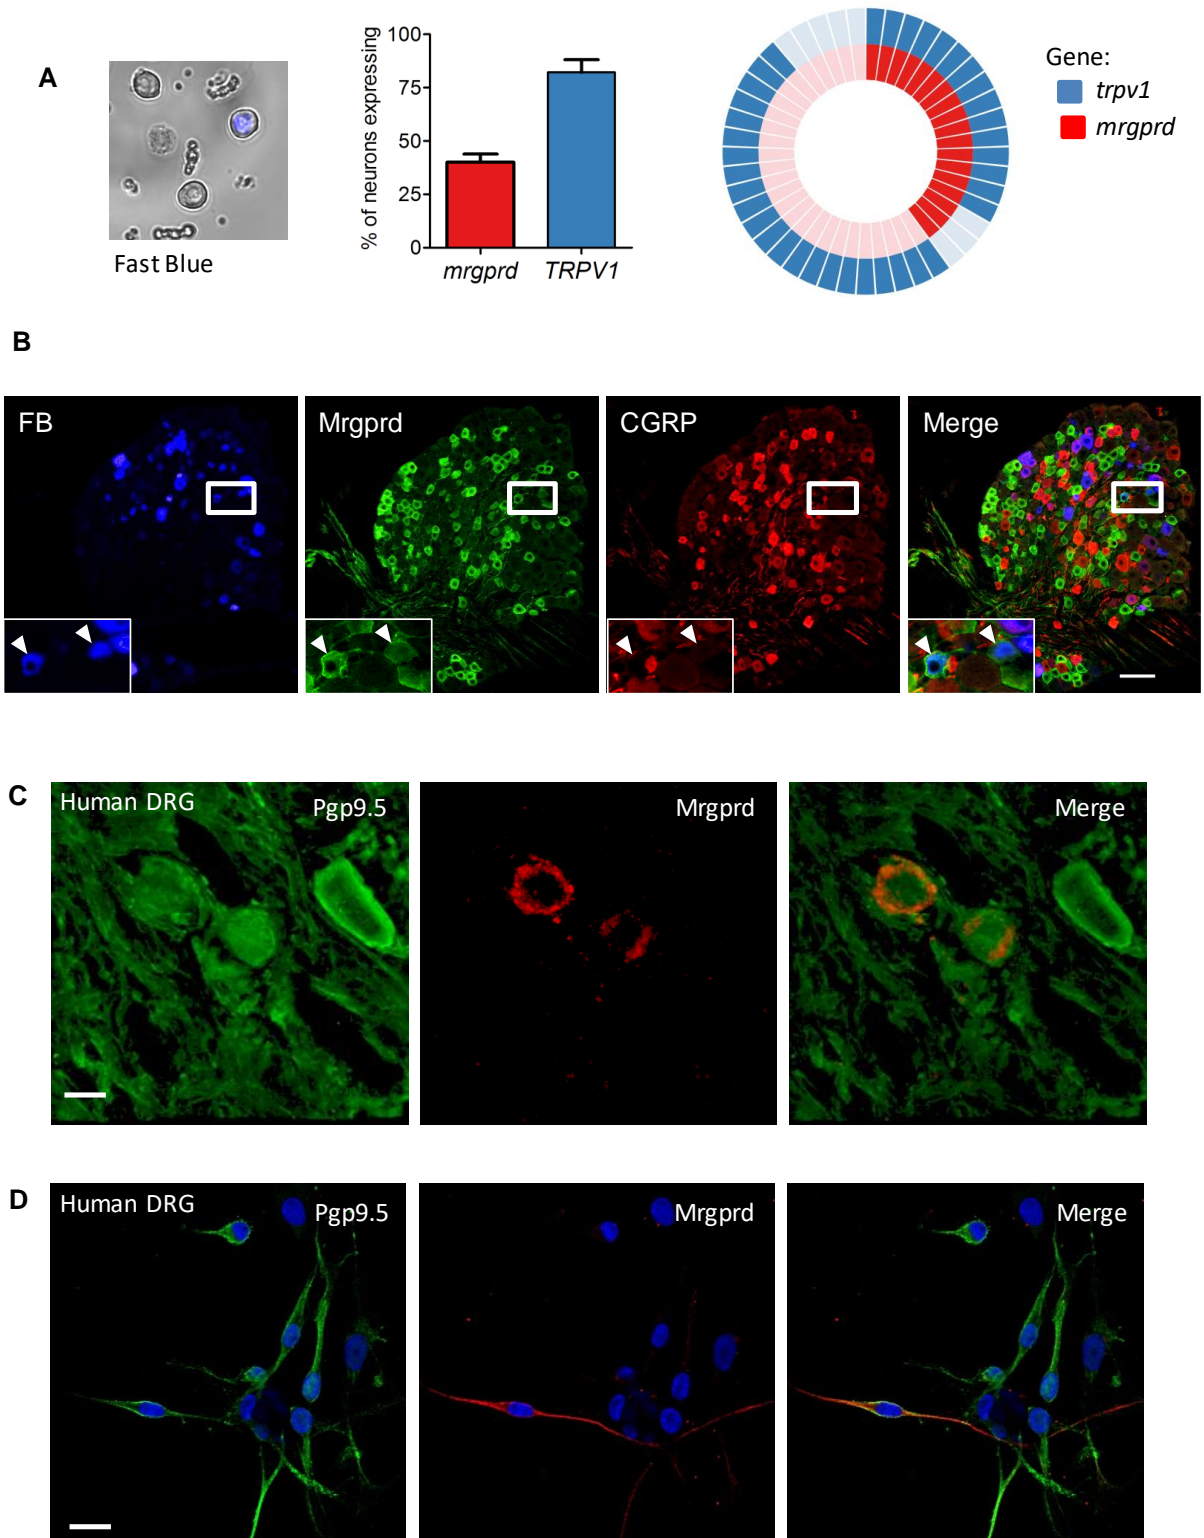 A
Fast Blue
% of neurons expressing
100
75
50
25
0
mrgprd
TRPV1
Gene:
trpv1
mrgprd
B
FB
Mrgprd
CGRP
Merge
C
Human DRG
Pgp9.5
Mrgprd
Merge
D
Human DRG
Pgp9.5
Mrgprd
Merge